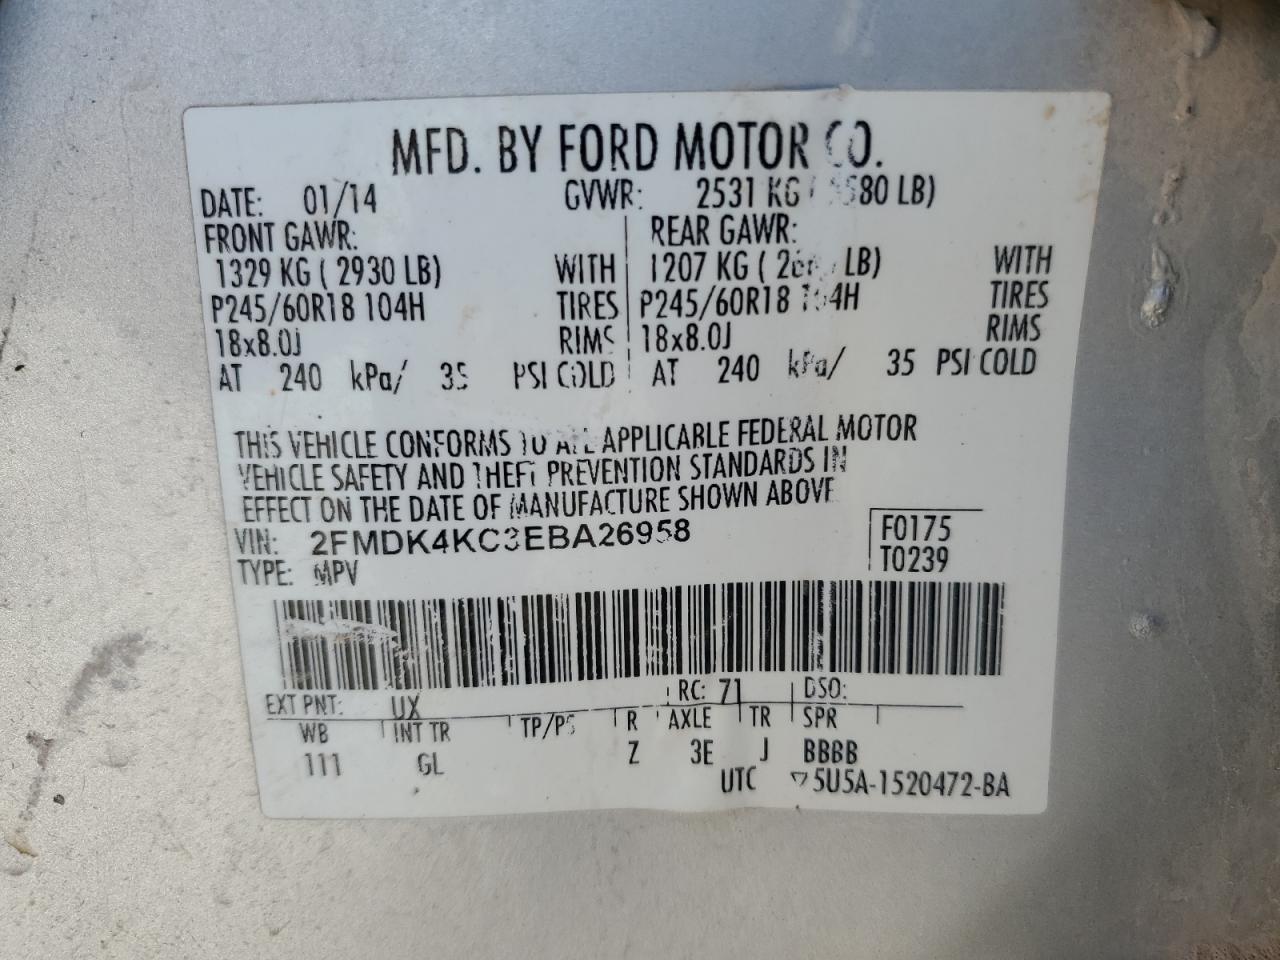 MFD. BY FORD MOTOR CO.
DATE: 01/14 GVWR: 2531 KG
FRONT GAWR: REAR GAWR:
1329 KG ( 2930 LB) WITH 1207 KG ( LB) WITH
P245/60R18 104H TIRES P245/60R18 104H TIRES
18x8.0J RIMS 18x8.0J RIMS
AT 240 kPa/ 35 PSI COLD AT 240 kPa/ 35 PSI COLD
THIS VEHICLE CONFORMS TO ALL APPLICABLE FEDERAL MOTOR
VEHICLE SAFETY AND THEFT PREVENTION STANDARDS IN
EFFECT ON THE DATE OF MANUFACTURE SHOWN ABOVE
VIN: 2FMDK4KC3EBA26958 F0175
TYPE: MPV T0239
EXT PNT: UX RC: 71 DSO:
WB INT TR TP/PS R AXLE TR SPR
111 GL Z 3E J BBBB
UTC 5U5A-1520472-BA